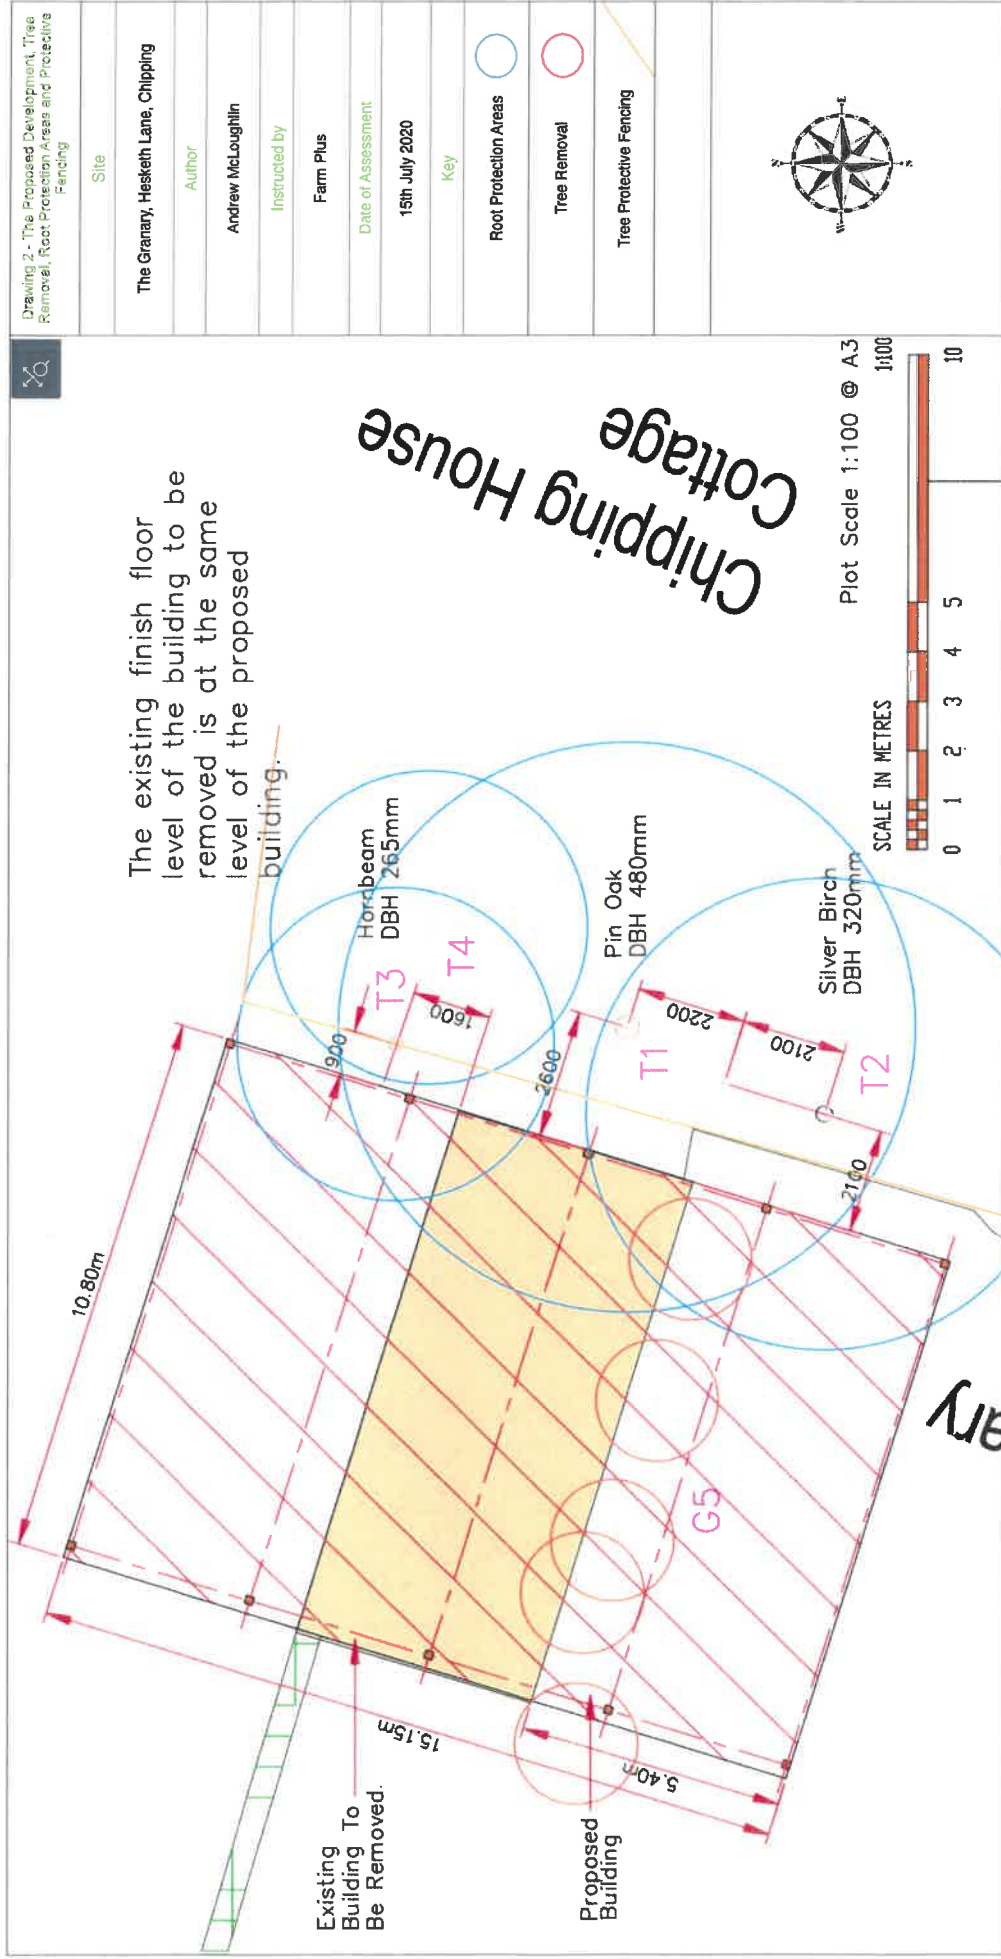 Drawing 2 - The Proposed Development, Tree
Removal, Root Protection Areas and Protective
Fencing
Site
The Granary, Hesketh Lane, Chipping
Author
Andrew McLoughlin
Instructed by
Farm Plus
Date of Assessment
15th July 2020
Key
Root Protection Areas
Tree Removal
Tree Protective Fencing
N
E
S
W
The existing finish floor
level of the building to be
removed is at the same
level of the proposed
building.
Chipping House
Cottage
Hornbeam
DBH 265mm
T3
T4
900
1600
Pin Oak
DBH 480mm
T1
2600
2200
2100
Silver Birch
DBH 320mm
T2
2100
10.80m
15.15m
5.40m
G5
Existing
Building To
Be Removed.
Proposed
Building
ary
Plot Scale 1:100 @ A3
SCALE IN METRES
1:100
0 1 2 3 4 5 10